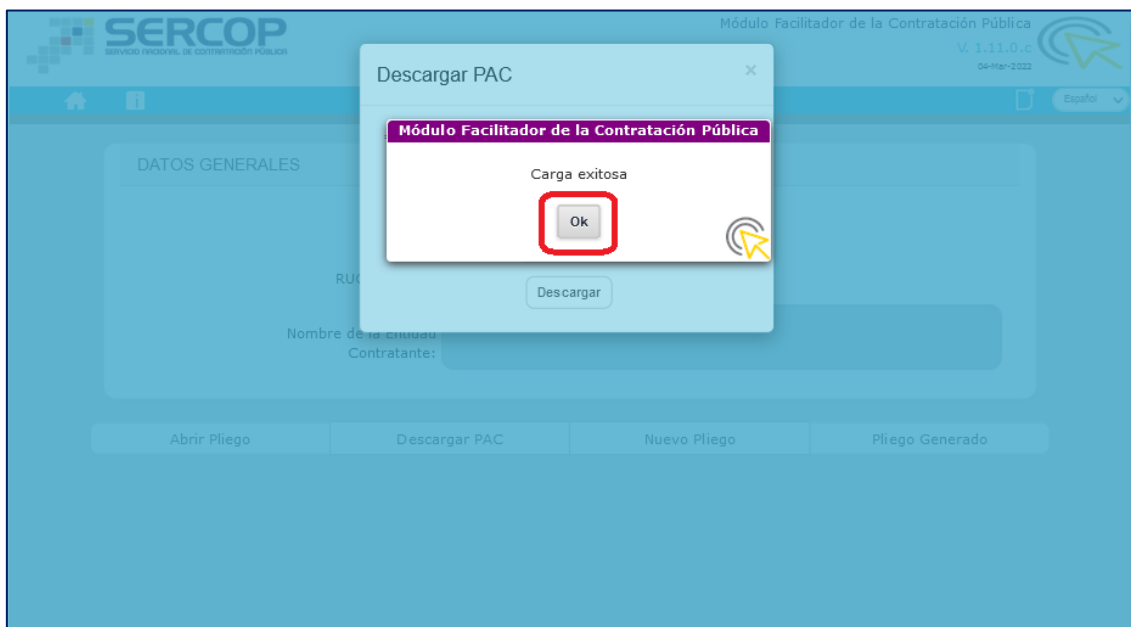 SERCOP
SERVICIO NACIONAL DE CONTRATACIÓN PÚBLICA
Módulo Facilitador de la Contratación Pública
V. 1.11.0.c
04-Mar-2022
Español
Descargar PAC
×
Módulo Facilitador de la Contratación Pública
Carga exitosa
Ok
DATOS GENERALES
RUC
Descargar
Nombre de la Entidad
Contratante:
Abrir Pliego
Descargar PAC
Nuevo Pliego
Pliego Generado